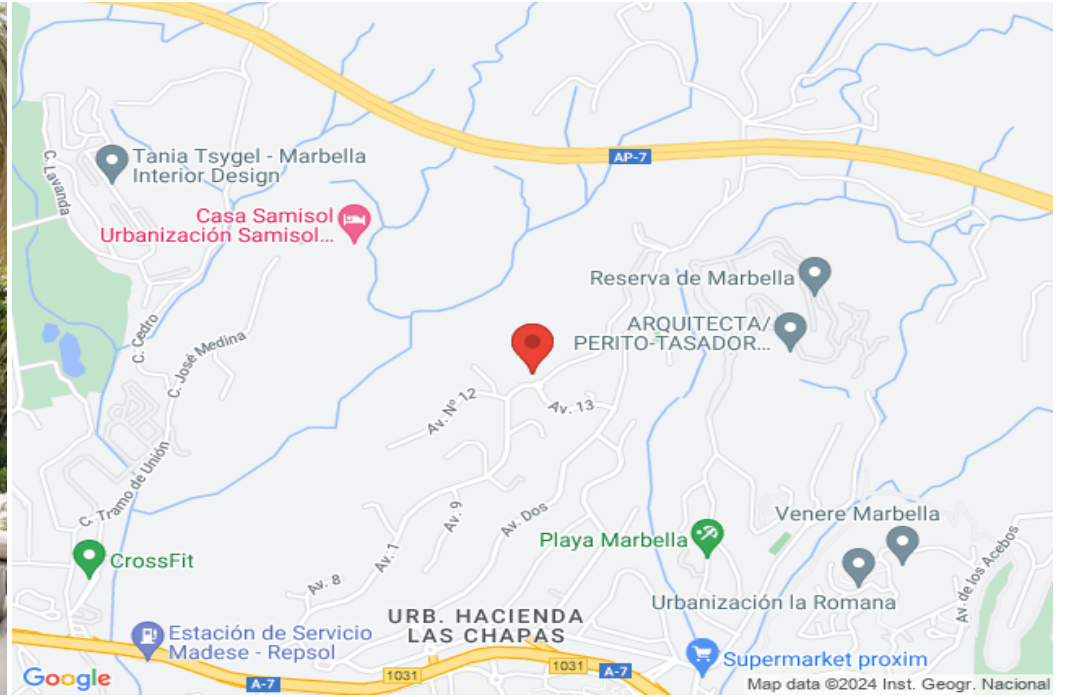 AP-7
C. Lavanda
Tania Tsygel - Marbella
Interior Design
Casa Samisol
Urbanización Samisol...
Reserva de Marbella
ARQUITECTA/
PERITO-TASADOR...
C. Cedro
C. José Medina
Av. Nº 12
Av. 13
C. Tramo de Unión
Av. 9
Av. Dos
Playa Marbella
Venere Marbella
CrossFit
Av. 1
Av. 8
Av. de los Acebos
Urbanización la Romana
URB. HACIENDA
LAS CHAPAS
Estación de Servicio
Madese - Repsol
1031
1031
A-7
A-7
Supermarket proxim
Google
Map data ©2024 Inst. Geogr. Nacional